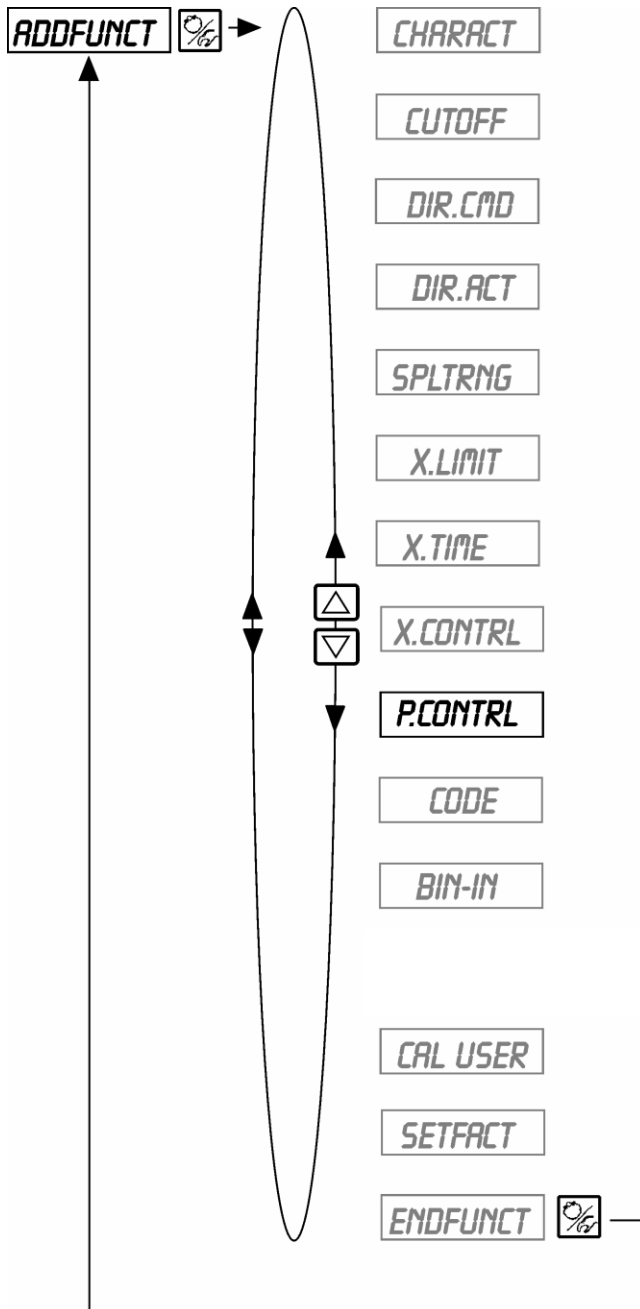 ADDFUNCT
CHARACT
CUTOFF
DIR.CMD
DIR.ACT
SPLTRNG
X.LIMIT
X.TIME
X.CONTRL
P.CONTRL
CODE
BIN-IN
CAL USER
SETFACT
ENDFUNCT